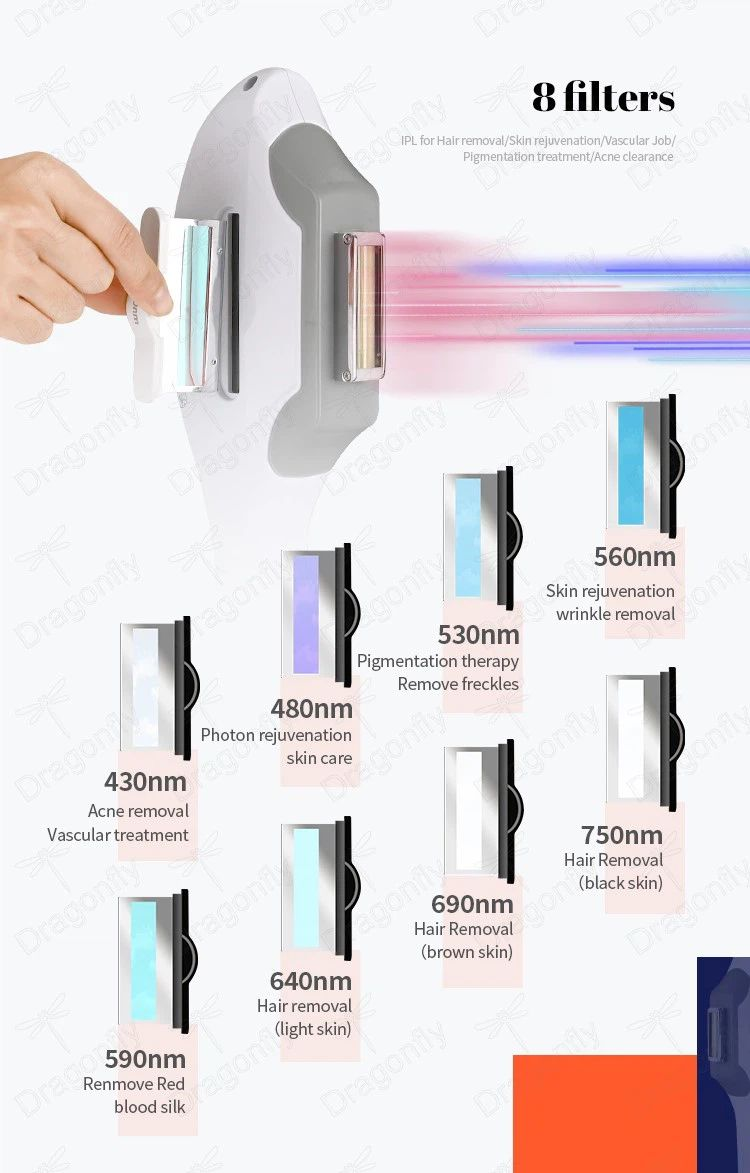 8 filters
IPL for Hair removal/Skin rejuvenation/Vascular Job/
Pigmentation treatment/Acne clearance
560nm
Skin rejuvenation
wrinkle removal
530nm
Pigmentation therapy
Remove freckles
480nm
Photon rejuvenation
skin care
430nm
Acne removal
Vascular treatment
750nm
Hair Removal
(black skin)
690nm
Hair Removal
(brown skin)
640nm
Hair removal
(light skin)
590nm
Renmove Red
blood silk
Dragonfly